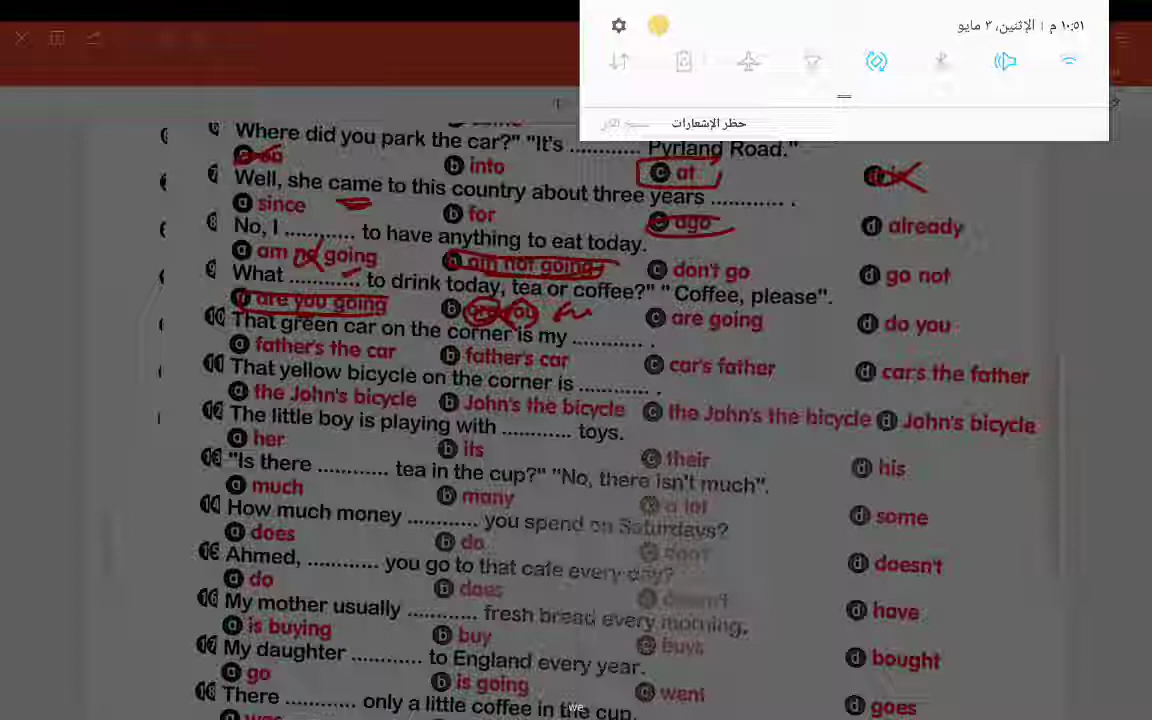 ١٠:٥١ م | الإثنين، ٣ مايو
حظر الإشعارات
Where did you park the car?" "It's ............ Pyrland Road."
b into c at
Well, she came to this country about three years ............ .
a since b for c ago d already
No, I ............ to have anything to eat today.
a am no going b am not going c don't go d go not
What ............ to drink today, tea or coffee?" " Coffee, please".
a are you going b c are going d do you
That green car on the corner is my ............ .
a father's the car b father's car c car's father d car's the father
That yellow bicycle on the corner is ............ .
a the John's bicycle b John's the bicycle c the John's the bicycle d John's bicycle
The little boy is playing with ............ toys.
a her b its c their d his
"Is there ............ tea in the cup?" "No, there isn't much".
a much b many c a lot d some
How much money ............ you spend on Saturdays?
a does b do c don't d doesn't
Ahmed, ............ you go to that cafe every day?
a do b does c doesn't d have
My mother usually ............ fresh bread every morning.
a is buying b buy c buys d bought
My daughter ............ to England every year.
a go b is going c went d goes
There ............ only a little coffee in the cup.
we